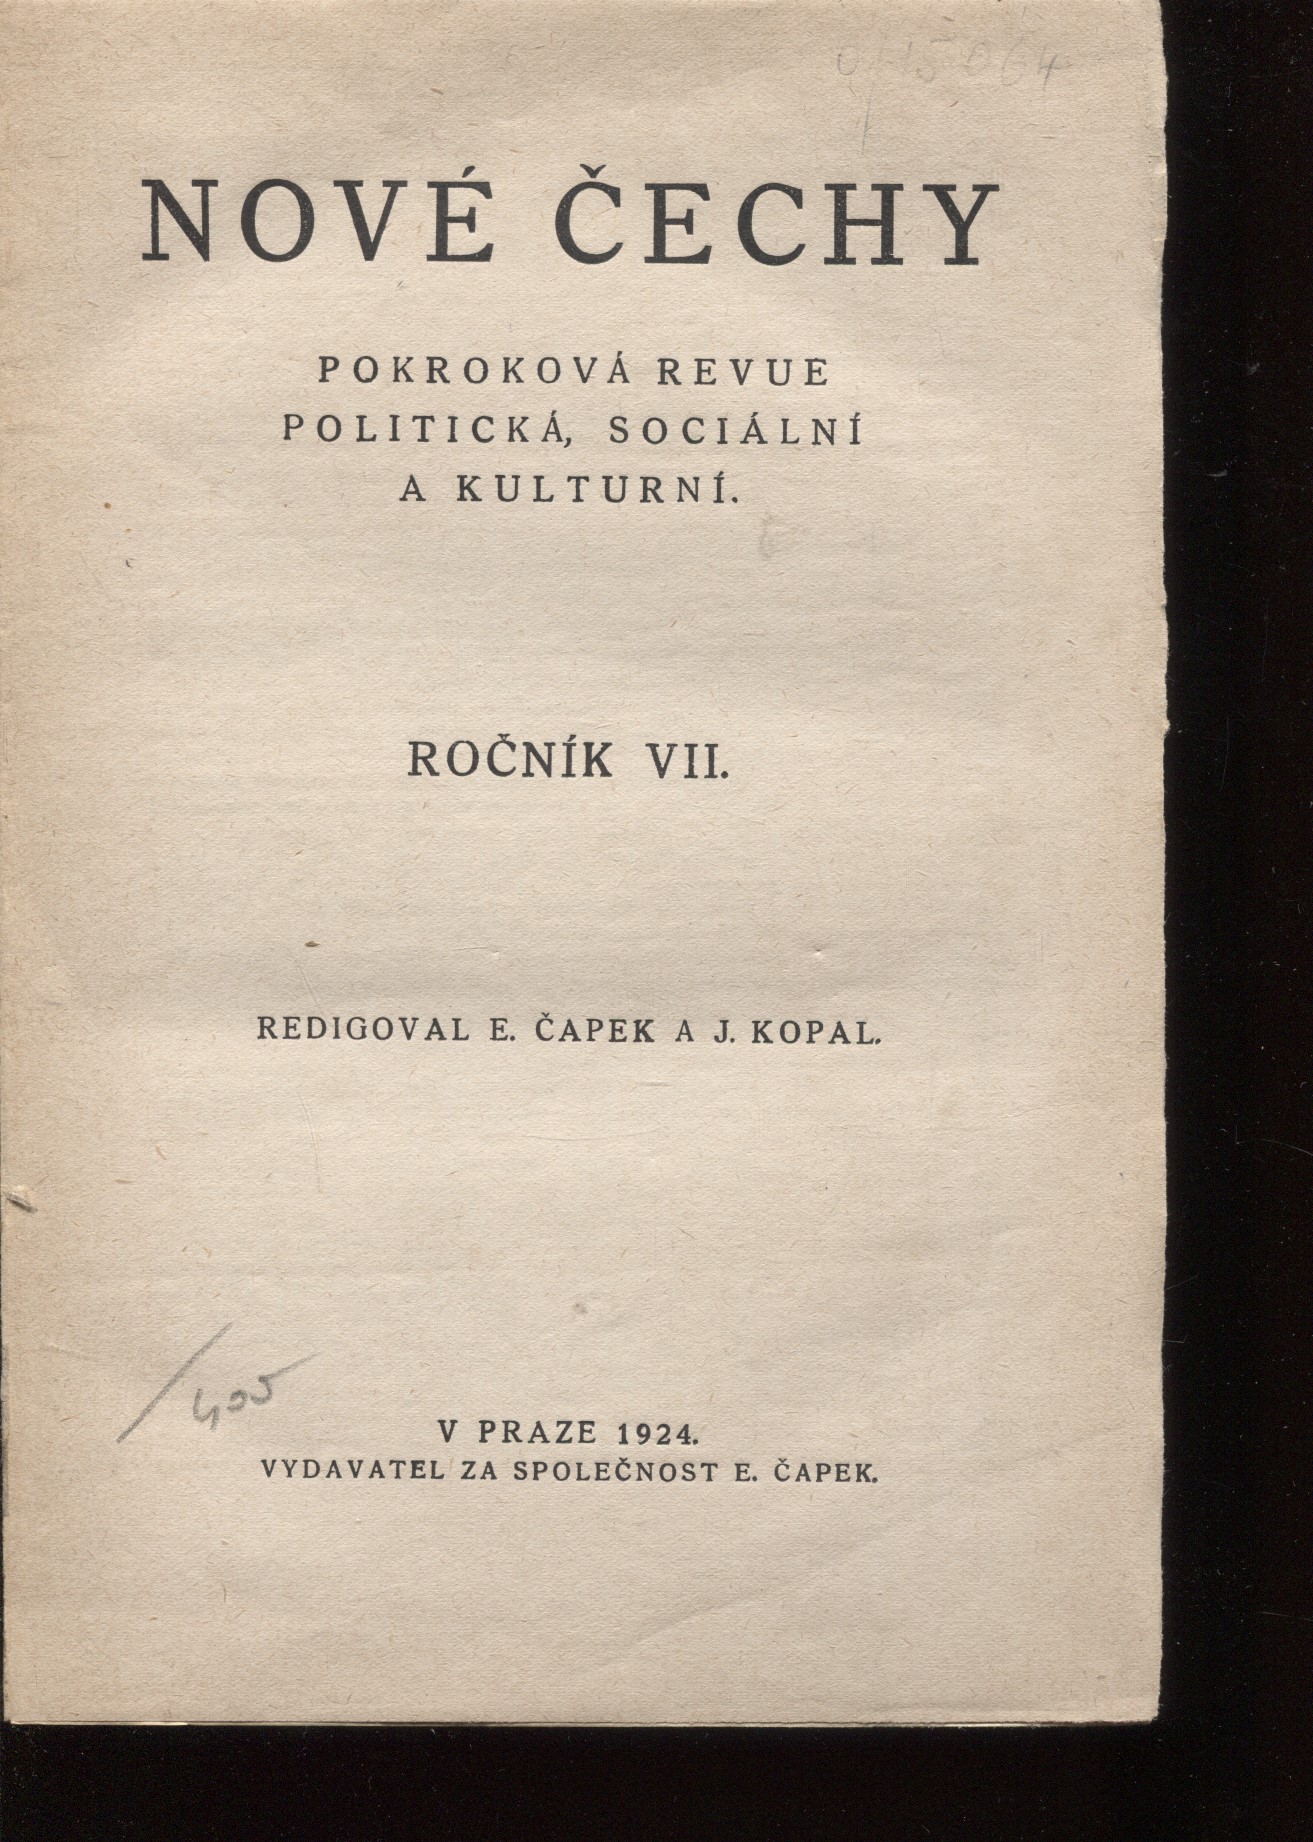 NOVÉ ČECHY
POKROKOVÁ REVUE
POLITICKÁ, SOCIÁLNÍ
A KULTURNÍ.
ROČNÍK VII.
REDIGOVAL E. ČAPEK A J. KOPAL.
V PRAZE 1924.
VYDAVATEL ZA SPOLEČNOST E. ČAPEK.